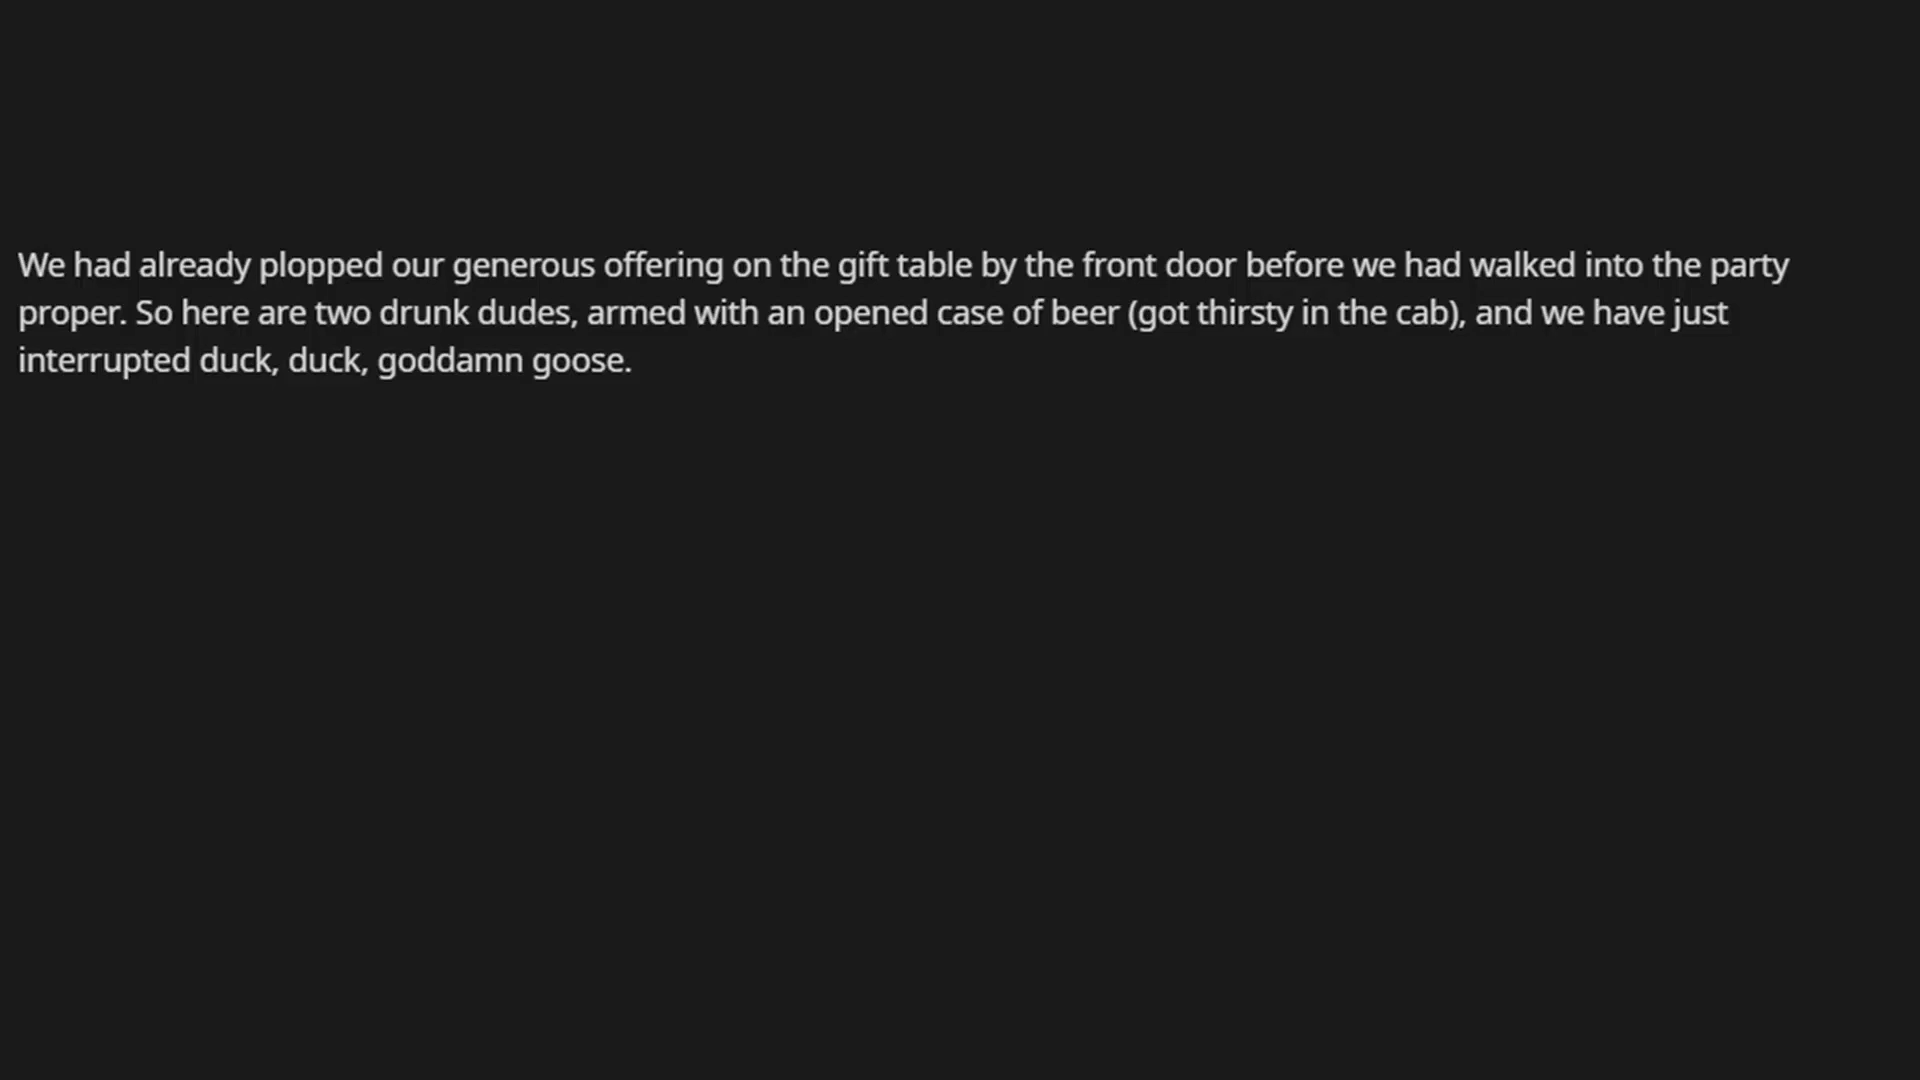 We had already plopped our generous offering on the gift table by the front door before we had walked into the party
proper. So here are two drunk dudes, armed with an opened case of beer (got thirsty in the cab), and we have just
interrupted duck, duck, goddamn goose.